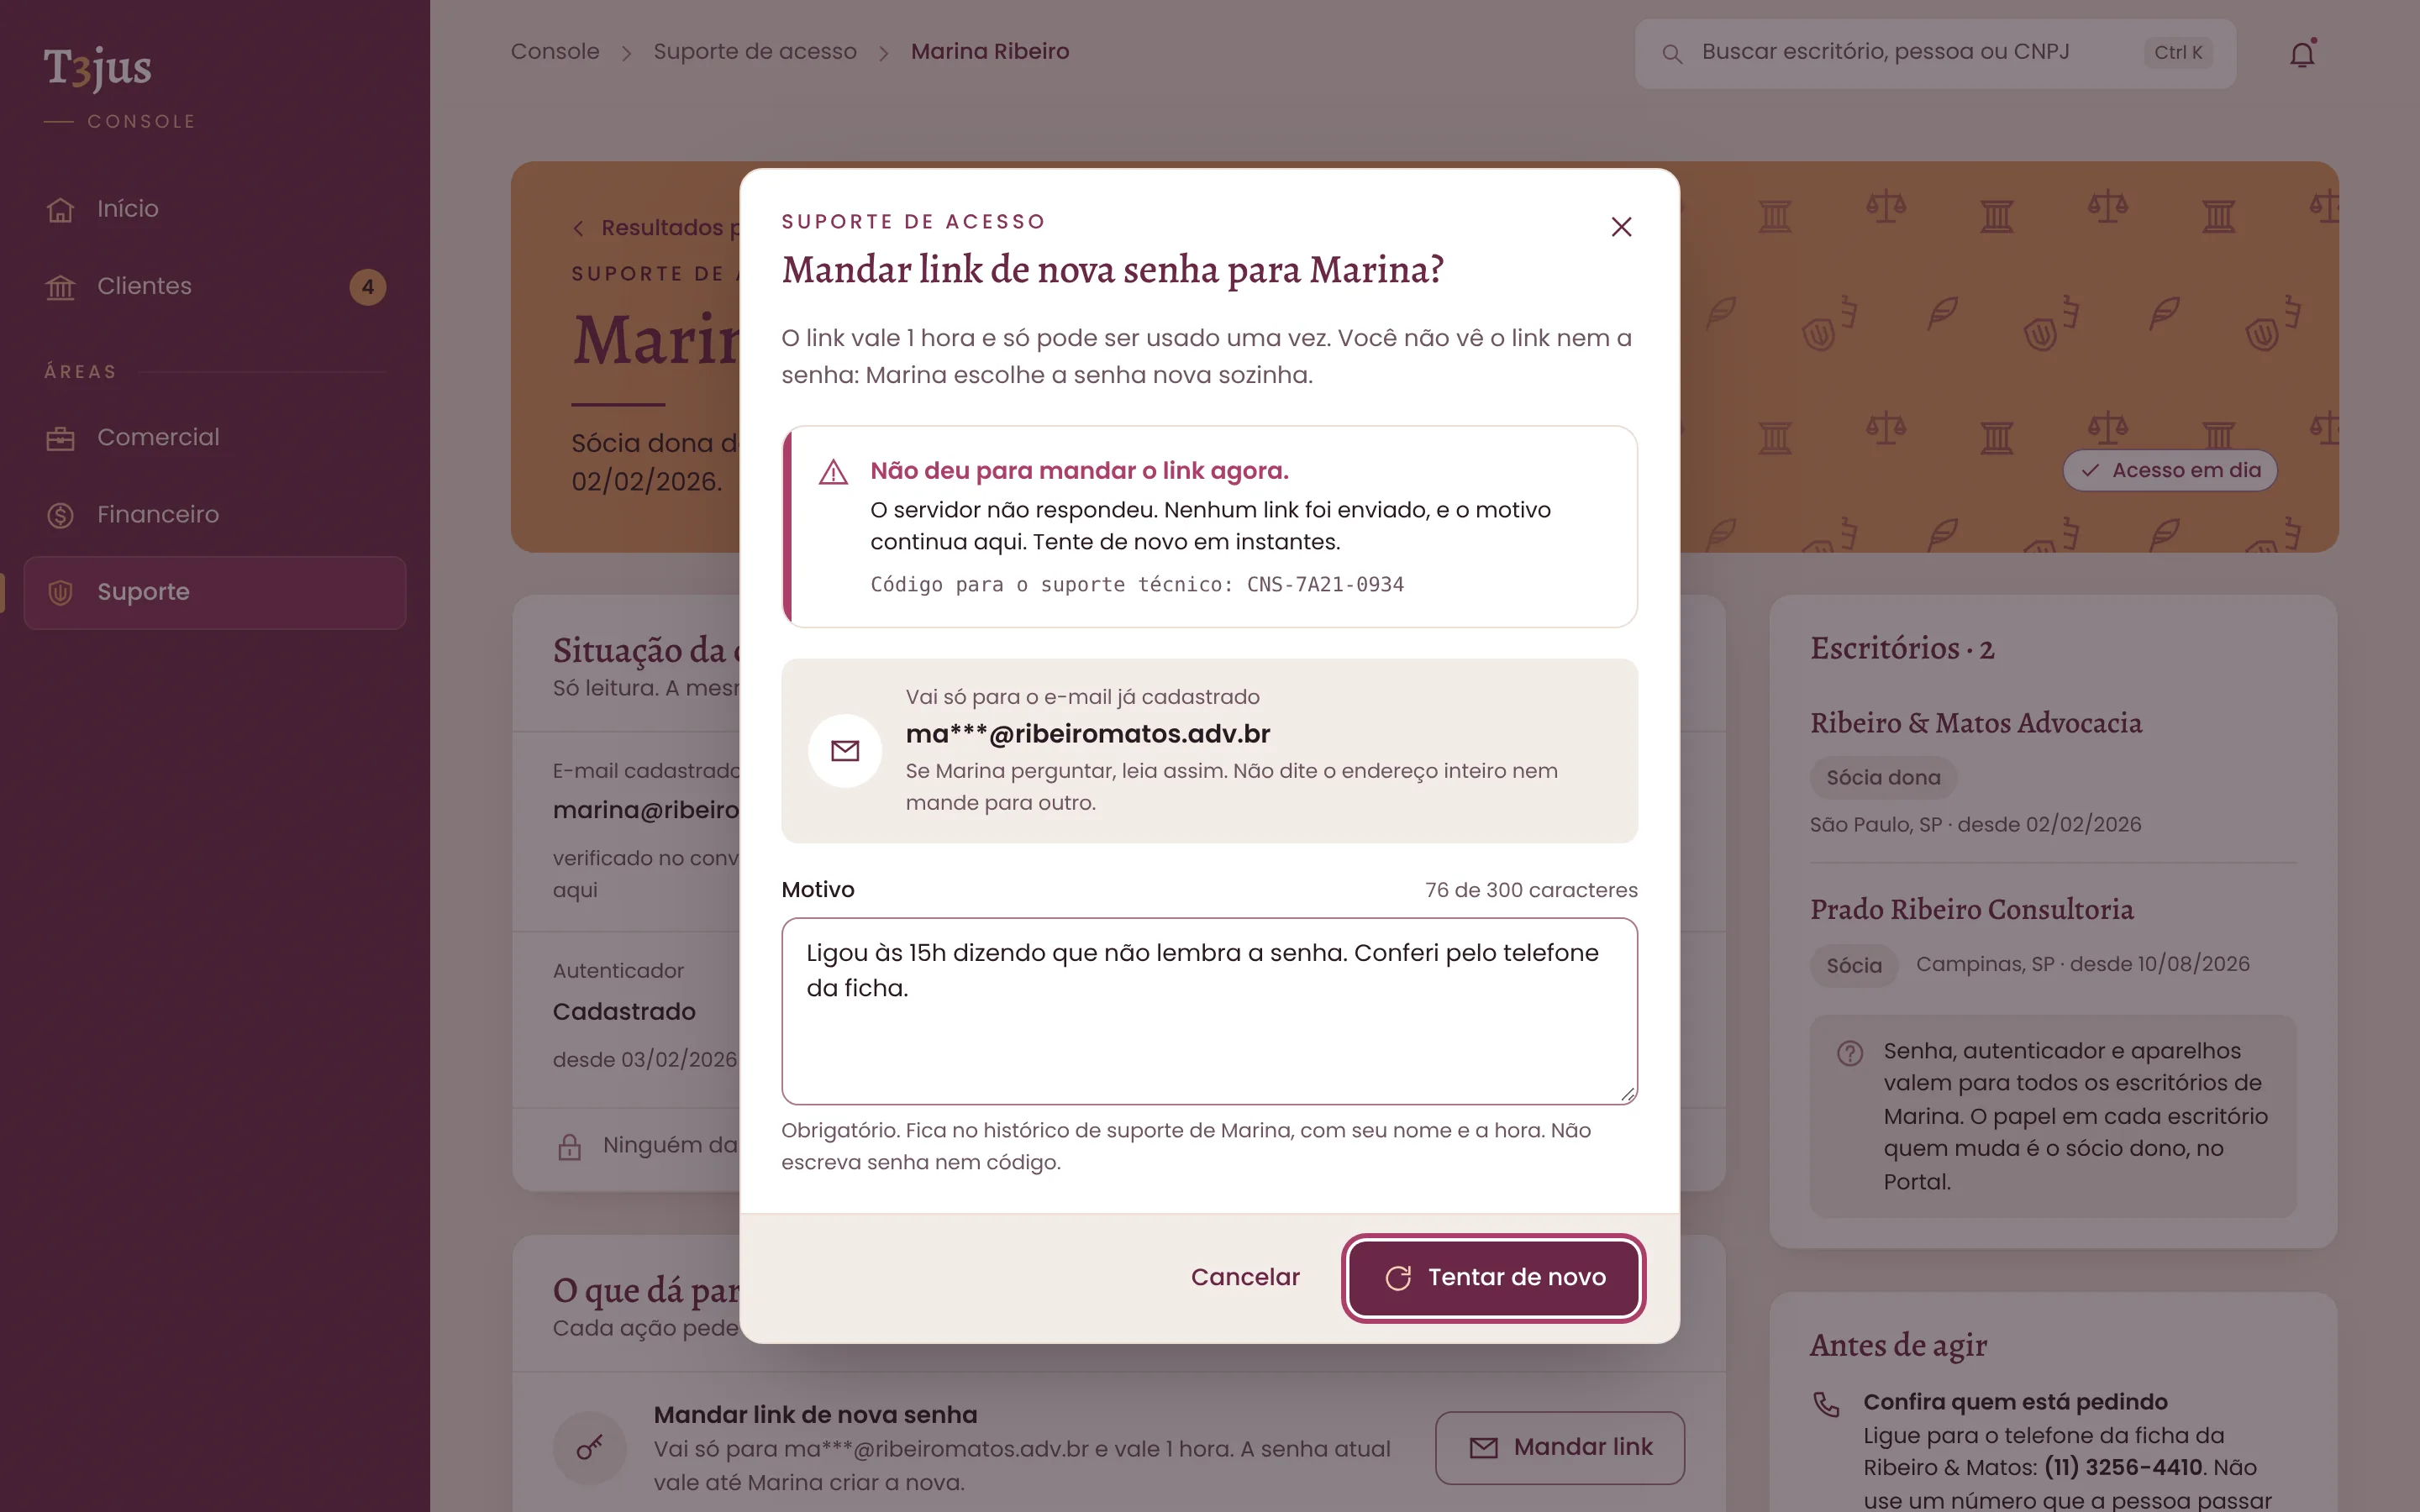 T3jus
CONSOLE
Início
Clientes
4
ÁREAS
Comercial
Financeiro
Suporte
Console
Suporte de acesso
Marina Ribeiro
Buscar escritório, pessoa ou CNPJ
Ctrl K
Resultados
SUPORTE DE
Sócia dona
02/02/2026.
Acesso em dia
SUPORTE DE ACESSO
Mandar link de nova senha para Marina?
O link vale 1 hora e só pode ser usado uma vez. Você não vê o link nem a
senha: Marina escolhe a senha nova sozinha.
Não deu para mandar o link agora.
O servidor não respondeu. Nenhum link foi enviado, e o motivo
continua aqui. Tente de novo em instantes.
Código para o suporte técnico: CNS-7A21-0934
Vai só para o e-mail já cadastrado
ma***@ribeiromatos.adv.br
Se Marina perguntar, leia assim. Não dite o endereço inteiro nem
mande para outro.
Motivo
76 de 300 caracteres
Ligou às 15h dizendo que não lembra a senha. Conferi pelo telefone
da ficha.
Obrigatório. Fica no histórico de suporte de Marina, com seu nome e a hora. Não
escreva senha nem código.
Cancelar
Tentar de novo
Situação da
Só leitura. A
E-mail cadastrado
marina@ribeiro
verificado no
aqui
Autenticador
Cadastrado
desde 03/02/2026
Ninguém da
O que dá
Cada ação pede
Mandar link de nova senha
Vai só para ma***@ribeiromatos.adv.br e vale 1 hora. A senha atual
vale até Marina criar a nova.
Mandar link
Escritórios · 2
Ribeiro & Matos Advocacia
Sócia dona
São Paulo, SP · desde 02/02/2026
Prado Ribeiro Consultoria
Sócia
Campinas, SP · desde 10/08/2026
Senha, autenticador e aparelhos
valem para todos os escritórios de
Marina. O papel em cada escritório
quem muda é o sócio dono, no
Portal.
Antes de agir
Confira quem está pedindo
Ligue para o telefone da ficha da
Ribeiro & Matos: (11) 3256-4410. Não
use um número que a pessoa passar